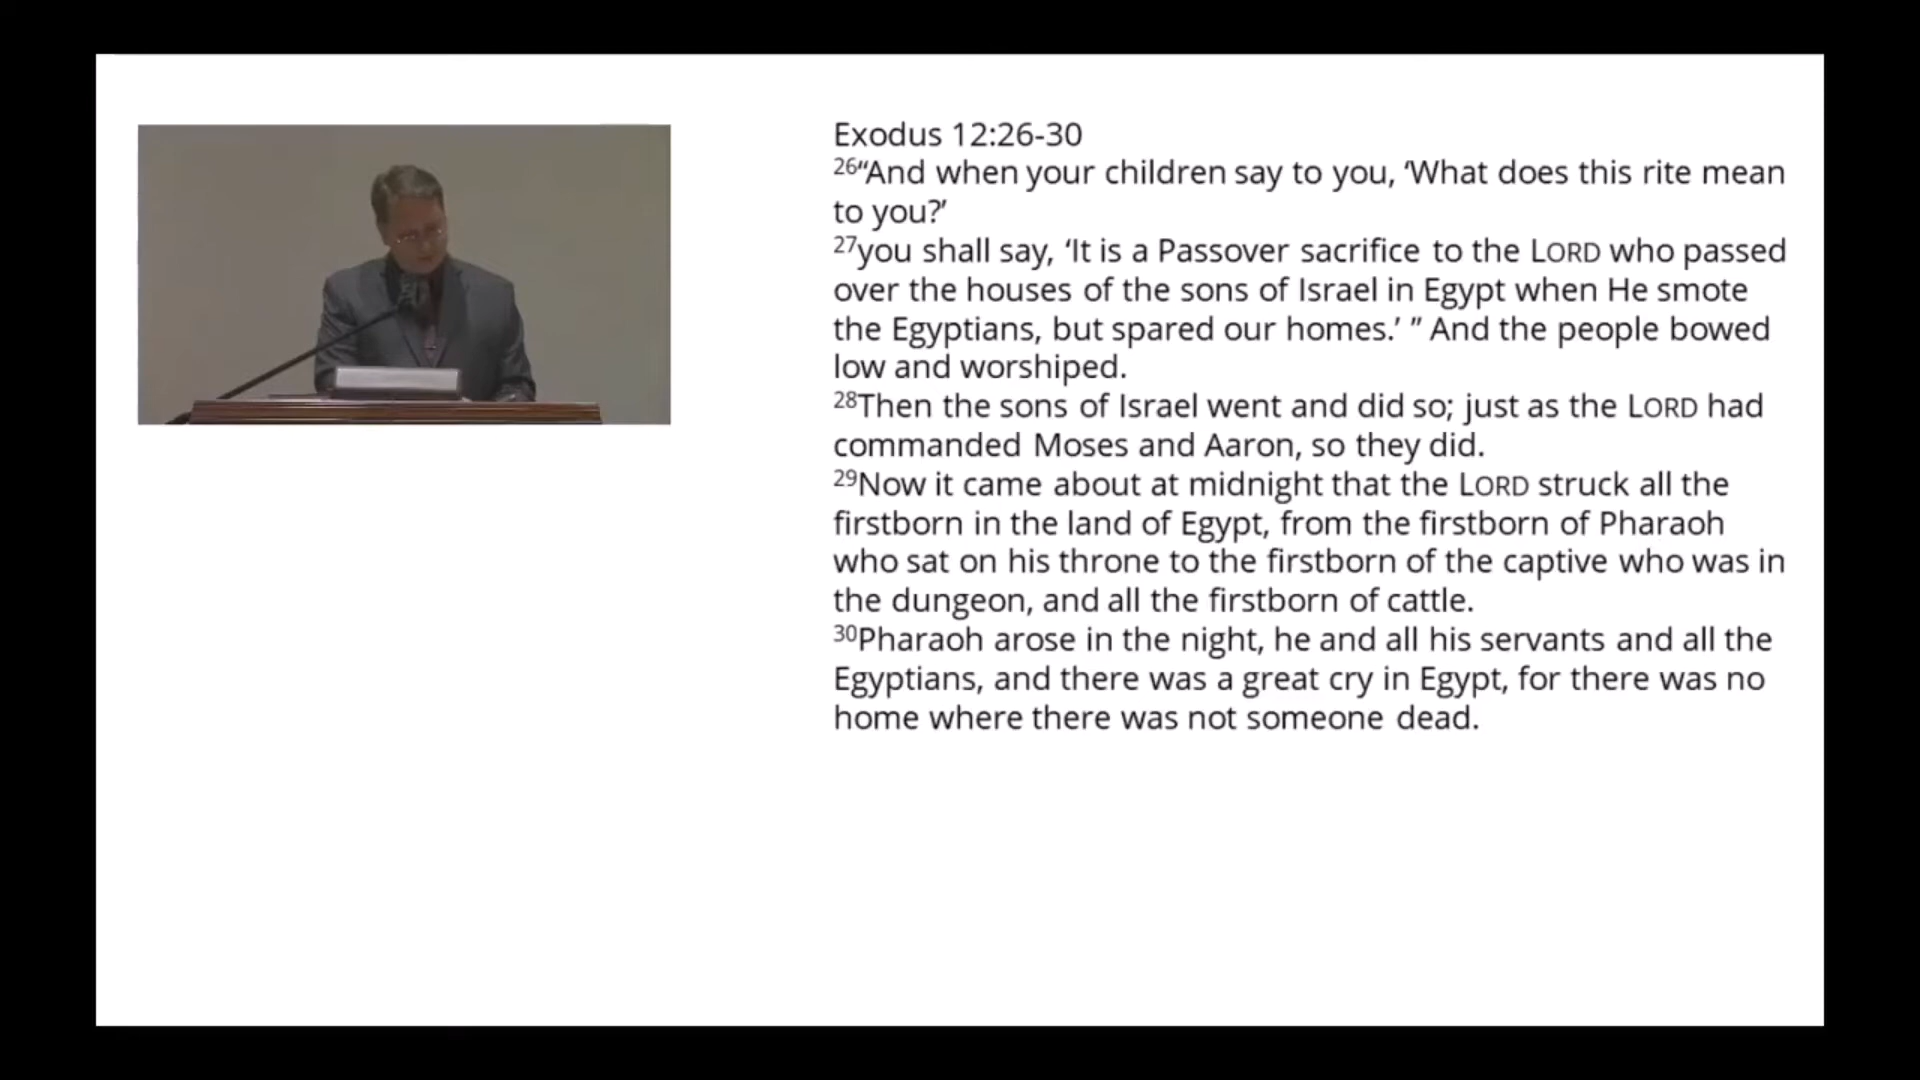 Exodus 12:26-30
26“And when your children say to you, ‘What does this rite mean
to you?’
27you shall say, ‘It is a Passover sacrifice to the LORD who passed
over the houses of the sons of Israel in Egypt when He smote
the Egyptians, but spared our homes.’ ” And the people bowed
low and worshiped.
28Then the sons of Israel went and did so; just as the LORD had
commanded Moses and Aaron, so they did.
29Now it came about at midnight that the LORD struck all the
firstborn in the land of Egypt, from the firstborn of Pharaoh
who sat on his throne to the firstborn of the captive who was in
the dungeon, and all the firstborn of cattle.
30Pharaoh arose in the night, he and all his servants and all the
Egyptians, and there was a great cry in Egypt, for there was no
home where there was not someone dead.